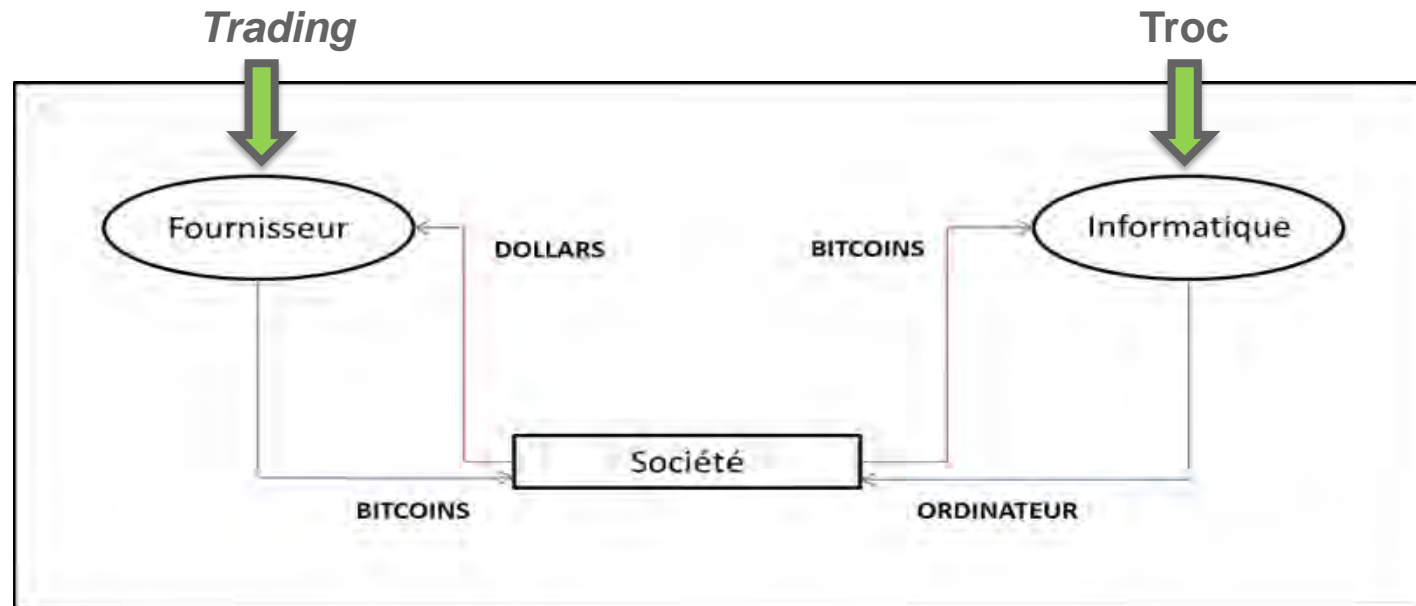 Trading
Troc
Fournisseur
Informatique
DOLLARS
BITCOINS
Société
BITCOINS
ORDINATEUR